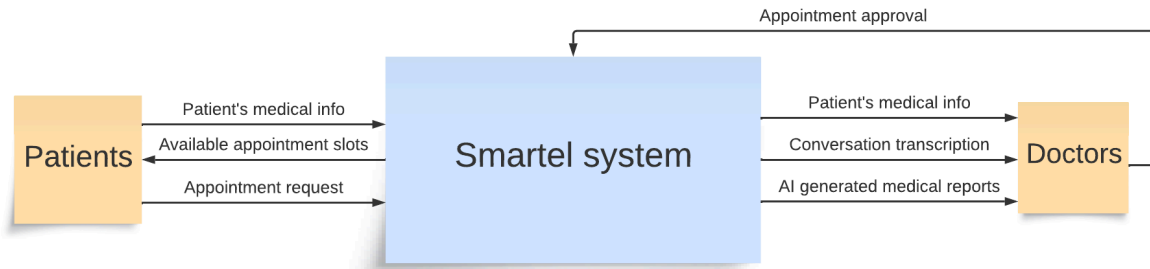 Appointment approval
Patient's medical info
Patient's medical info
Available appointment slots
Conversation transcription
Patients
Smartel system
Doctors
Appointment request
AI generated medical reports